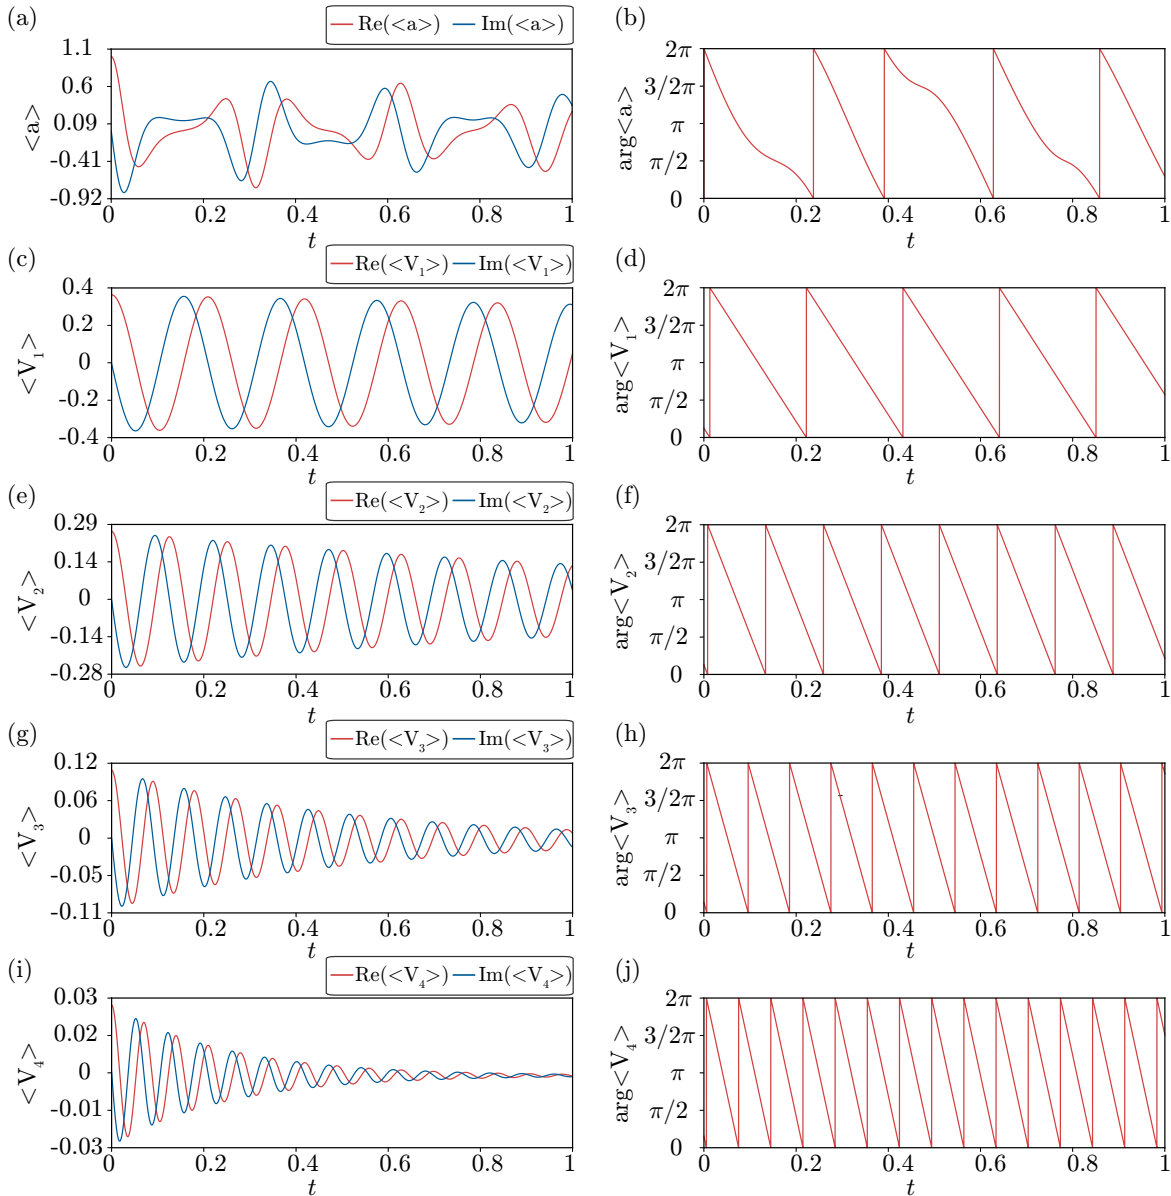 (a)
Re(<a>) Im(<a>)
1.1
0.6
0.09
-0.41
-0.92
<a>
0 0.2 0.4 0.6 0.8 1
t
(b)
2π
3/2π
π
π/2
0
arg<a>
0 0.2 0.4 0.6 0.8 1
t
(c)
Re(<V₁>) Im(<V₁>)
0.4
0.2
0
-0.2
-0.4
<V₁>
0 0.2 0.4 0.6 0.8 1
t
(d)
2π
3/2π
π
π/2
0
arg<V₁>
0 0.2 0.4 0.6 0.8 1
t
(e)
Re(<V₂>) Im(<V₂>)
0.29
0.14
0
-0.14
-0.28
<V₂>
0 0.2 0.4 0.6 0.8 1
t
(f)
2π
3/2π
π
π/2
0
arg<V₂>
0 0.2 0.4 0.6 0.8 1
t
(g)
Re(<V₃>) Im(<V₃>)
0.12
0.06
0
-0.05
-0.11
<V₃>
0 0.2 0.4 0.6 0.8 1
t
(h)
2π
3/2π
π
π/2
0
arg<V₃>
0 0.2 0.4 0.6 0.8 1
t
(i)
Re(<V₄>) Im(<V₄>)
0.03
0.02
0
-0.01
-0.03
<V₄>
0 0.2 0.4 0.6 0.8 1
t
(j)
2π
3/2π
π
π/2
0
arg<V₄>
0 0.2 0.4 0.6 0.8 1
t